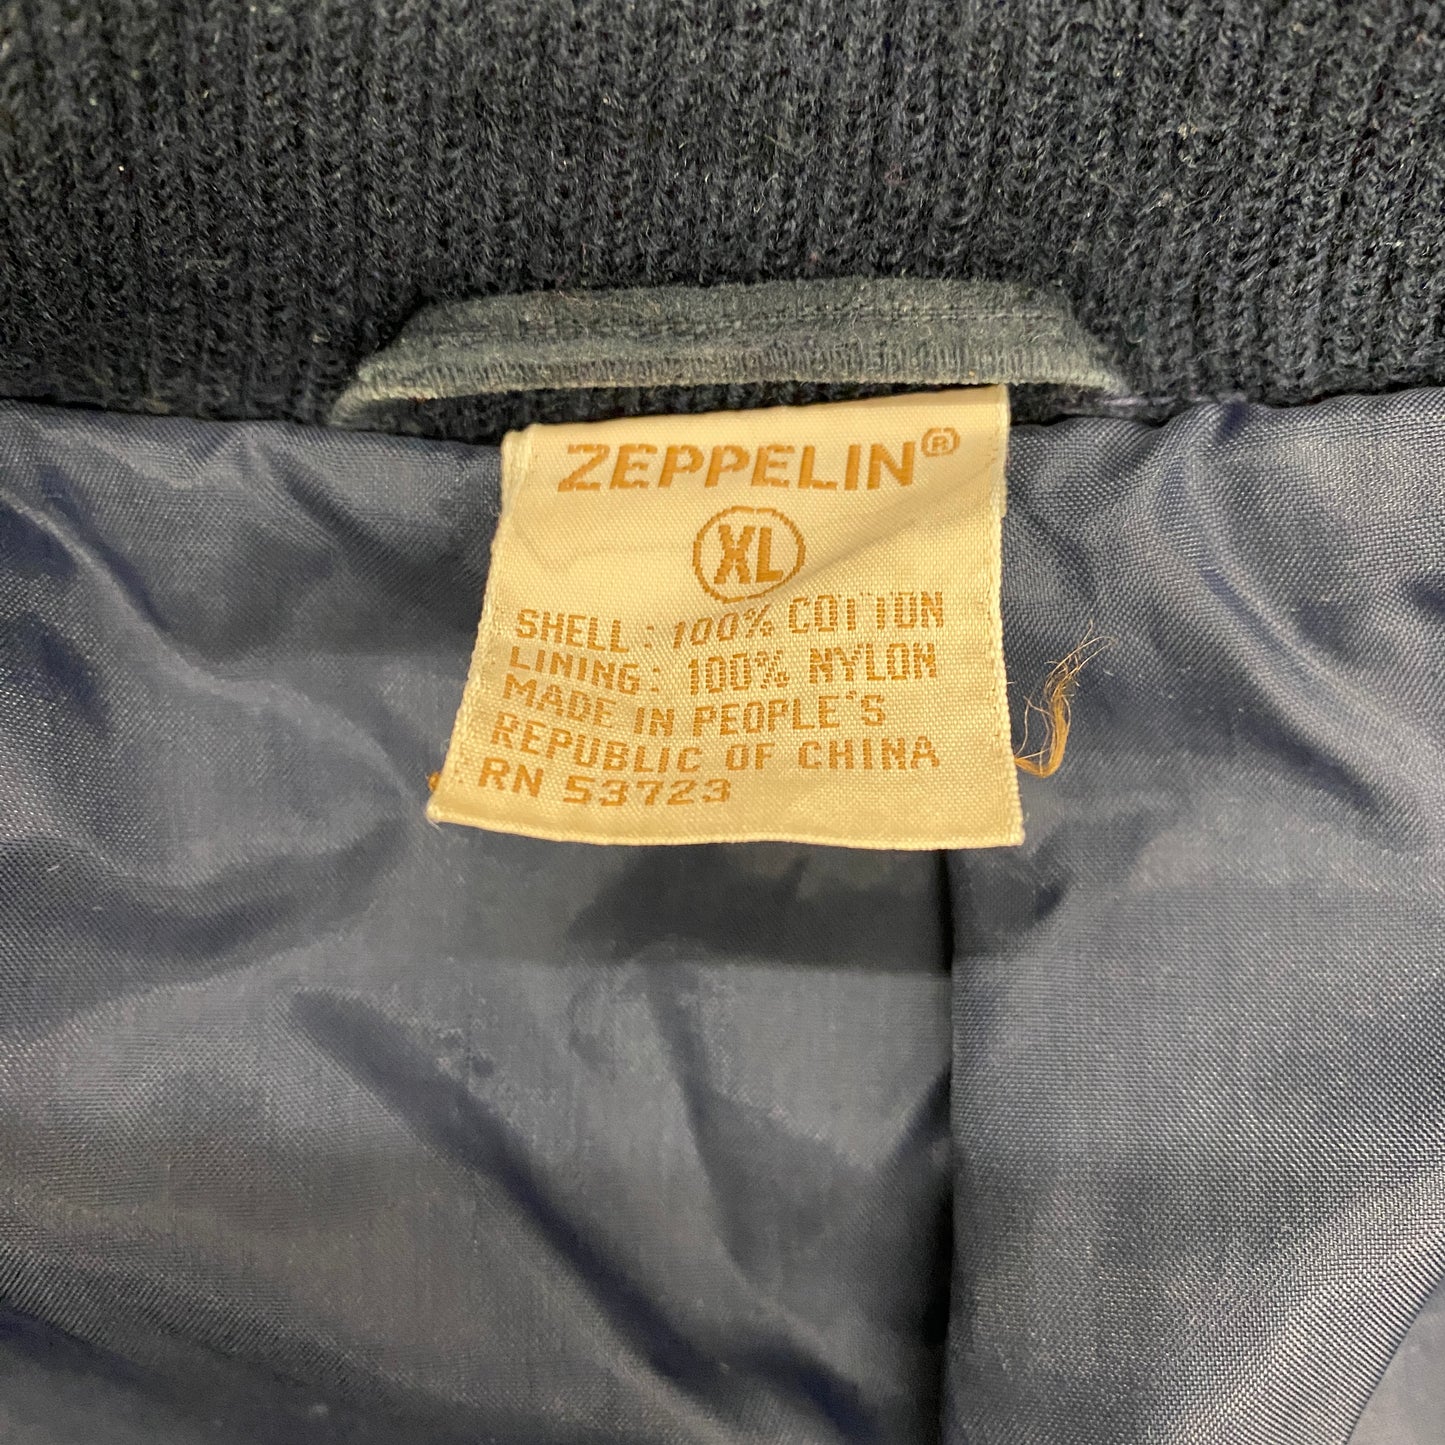 ZEPPELIN®
XL
SHELL : 100% COTTON
LINING : 100% NYLON
MADE IN PEOPLE'S
REPUBLIC OF CHINA
RN 53723